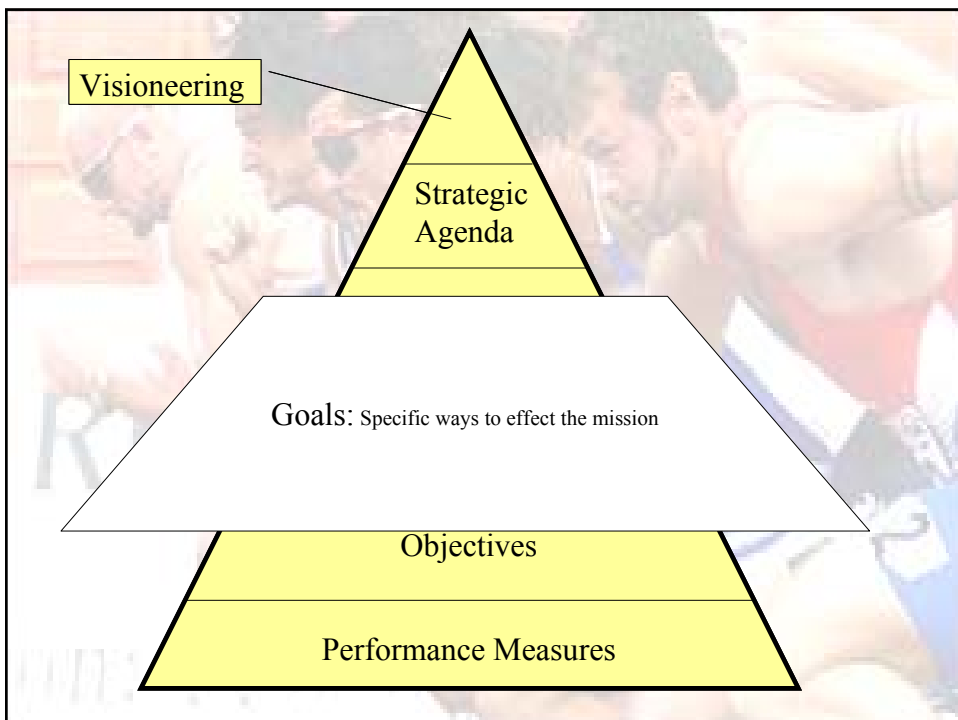 Visioneering
Strategic
Agenda
Goals: Specific ways to effect the mission
Objectives
Performance Measures